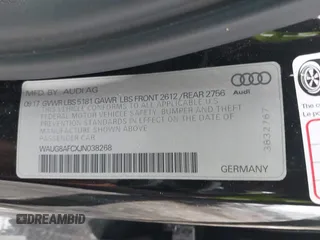 MFD. BY AUDI AG
09.17 GVWR LBS 5181 GAWR LBS FRONT 2612 / REAR 2756
THIS VEHICLE CONFORMS TO ALL APPLICABLE U.S.
FEDERAL MOTOR VEHICLE SAFETY, BUMPER AND THEFT
PREVENTION STANDARDS IN EFFECT ON THE DATE OF
MANUFACTURE SHOWN ABOVE
PASSENGER CAR
Audi
GERMANY
DREAMBID